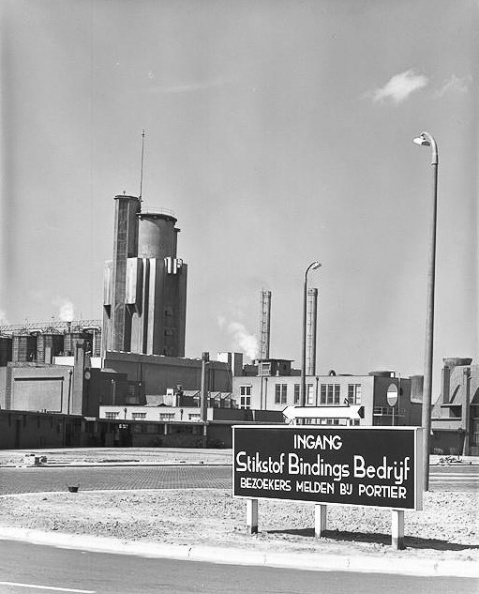 INGANG
Stikstof Bindings Bedrijf
BEZOEKERS MELDEN BIJ PORTIER